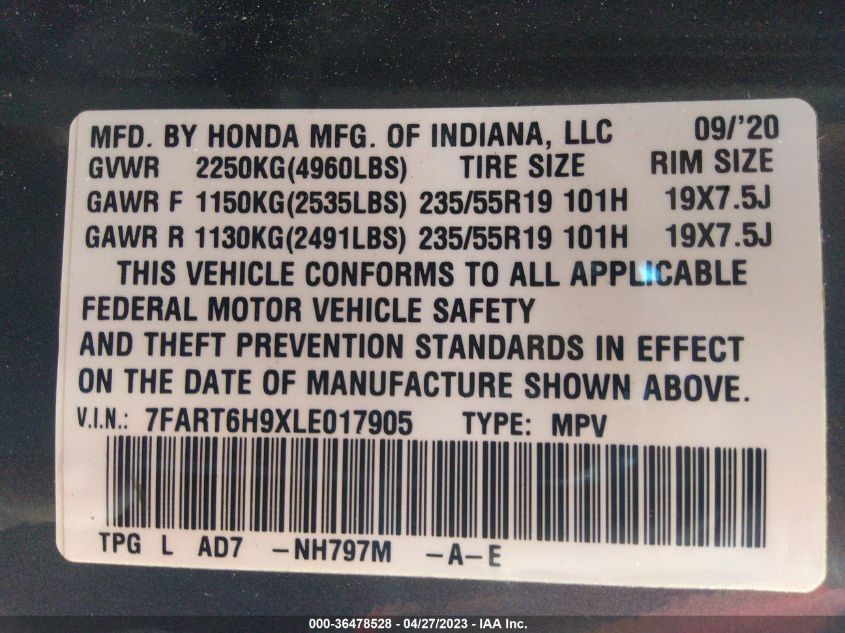 MFD. BY HONDA MFG. OF INDIANA, LLC 09/'20
GVWR 2250KG(4960LBS) TIRE SIZE RIM SIZE
GAWR F 1150KG(2535LBS) 235/55R19 101H 19X7.5J
GAWR R 1130KG(2491LBS) 235/55R19 101H 19X7.5J
THIS VEHICLE CONFORMS TO ALL APPLICABLE
FEDERAL MOTOR VEHICLE SAFETY
AND THEFT PREVENTION STANDARDS IN EFFECT
ON THE DATE OF MANUFACTURE SHOWN ABOVE.
V.I.N.: 7FART6H9XLE017905 TYPE: MPV
TPG L AD7 -NH797M -A-E
000-36478528 - 04/27/2023 - IAA Inc.